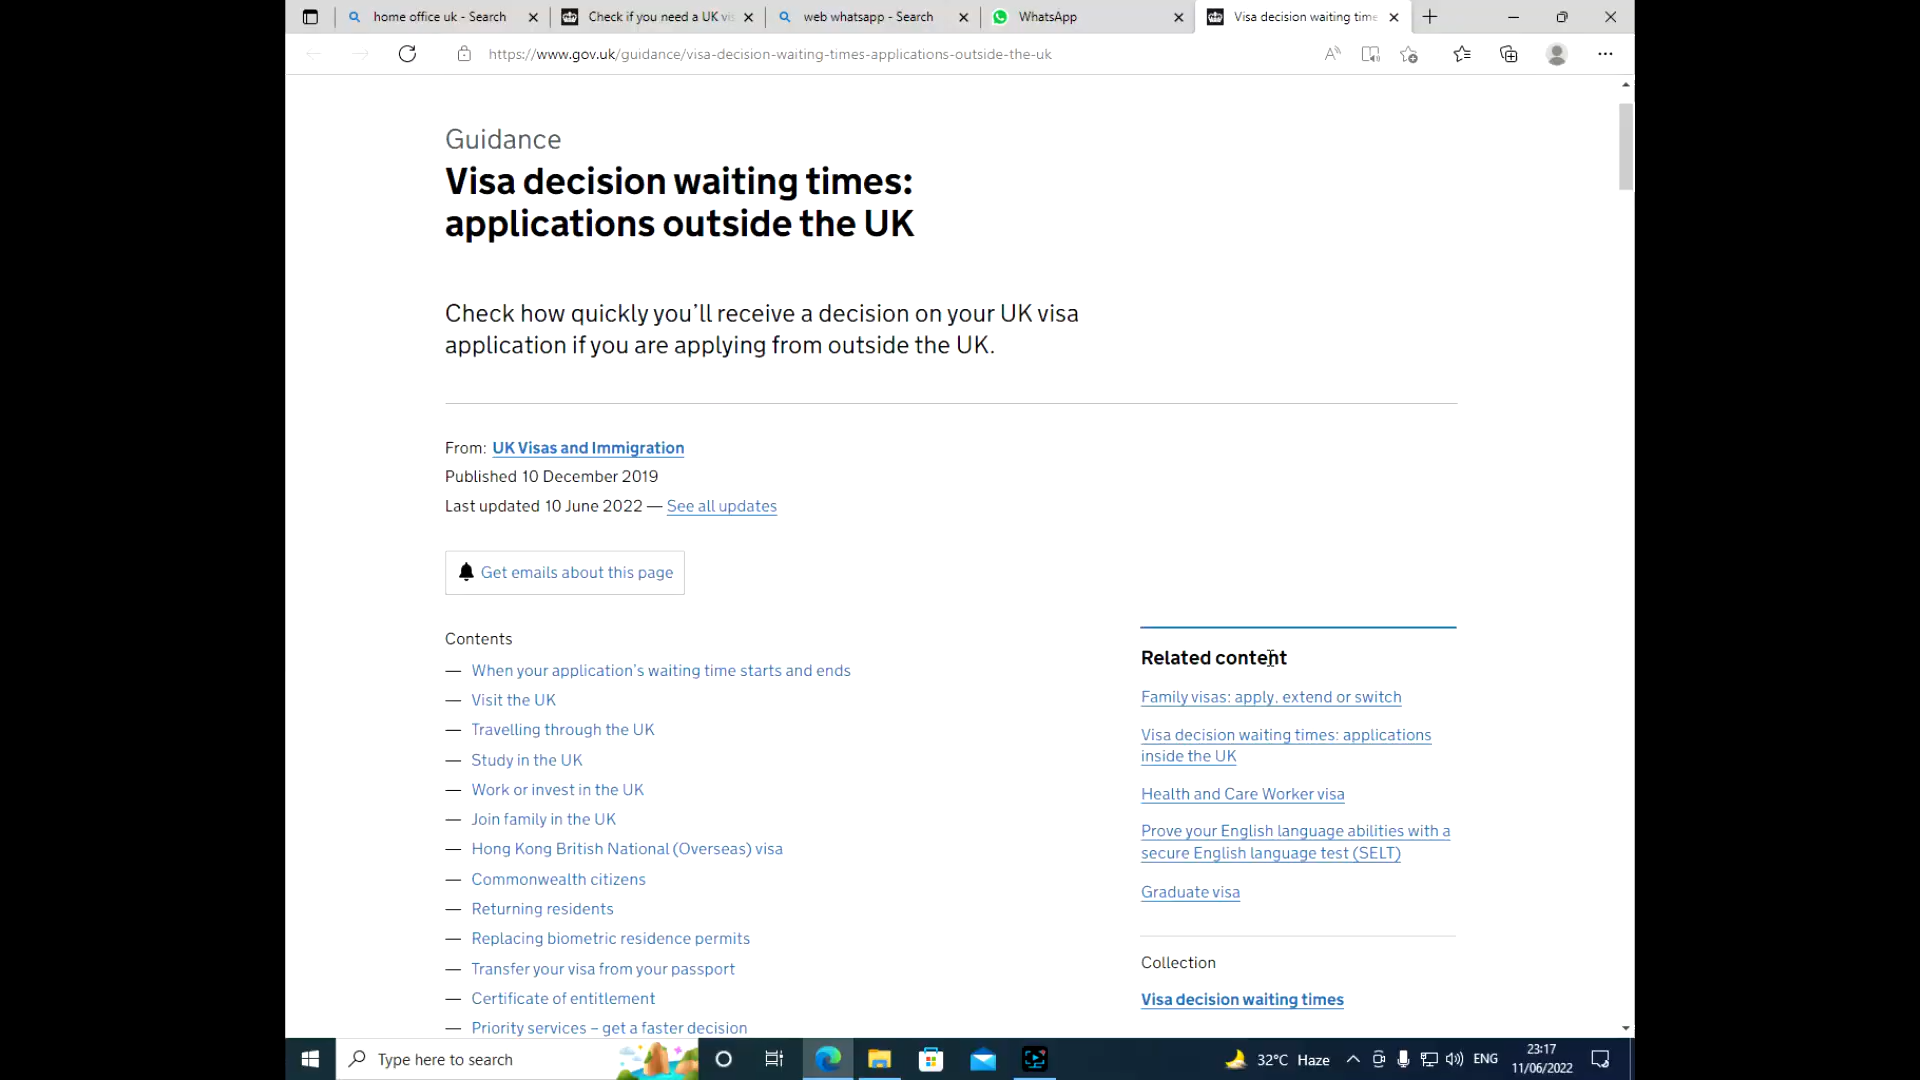 home office uk - Search
Check if you need a UK vis
web whatsapp - Search
WhatsApp
Visa decision waiting time
https://www.gov.uk/guidance/visa-decision-waiting-times-applications-outside-the-uk
Guidance
Visa decision waiting times:
applications outside the UK
Check how quickly you'll receive a decision on your UK visa
application if you are applying from outside the UK.
From: UK Visas and Immigration
Published 10 December 2019
Last updated 10 June 2022 — See all updates
Get emails about this page
Contents
— When your application's waiting time starts and ends
— Visit the UK
— Travelling through the UK
— Study in the UK
— Work or invest in the UK
— Join family in the UK
— Hong Kong British National (Overseas) visa
— Commonwealth citizens
— Returning residents
— Replacing biometric residence permits
— Transfer your visa from your passport
— Certificate of entitlement
— Priority services – get a faster decision
Related content
Family visas: apply, extend or switch
Visa decision waiting times: applications
inside the UK
Health and Care Worker visa
Prove your English language abilities with a
secure English language test (SELT)
Graduate visa
Collection
Visa decision waiting times
Type here to search
32°C Haze
ENG
23:17
11/06/2022